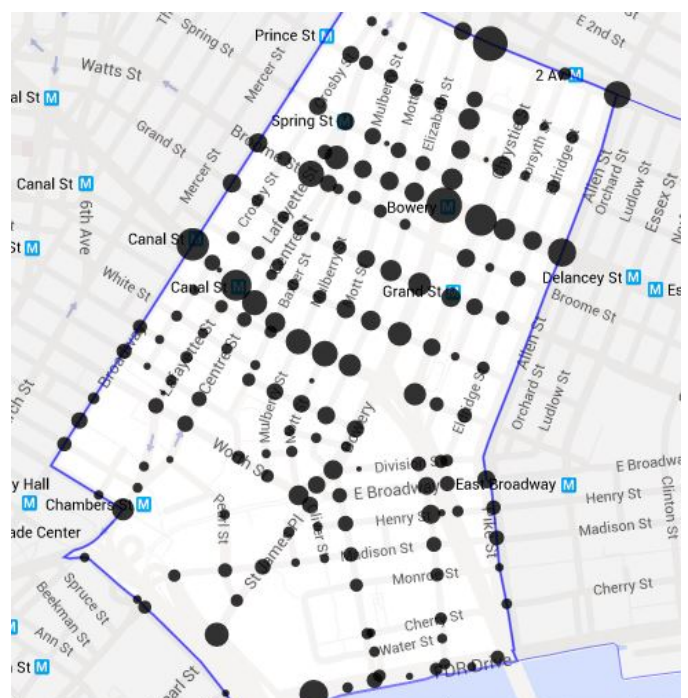 E 2nd St
Prince St M
Spring St
Mercer St
Crosby St
Mulberry St
Mott St
Elizabeth St
2 Av M
Watts St
al St M
Spring St M
Grand St
Broome St
Chrystie St
Forsyth St
Eldridge St
Allen St
Orchard St
Ludlow St
Essex St
Canal St M
6th Ave
Mercer St
Crosby St
Lafayette St
Centre St
Bowery M
Canal St M
St M
White St
Canal St M
Baxter St
Mulberry St
Mott St
Grand St M
Delancey St M
M Es
Broome St
Broadway
Lafayette St
Centre St
Allen St
Orchard St
Ludlow St
Eldridge St
Mulberry St
Mott St
Bowery
Worth St
Division St
E Broadway
E Broadway
East Broadway M
y Hall
M
Chambers St M
ade Center
Pearl St
St James Pl
Oliver St
Henry St
Pike St
Henry St
Clinton St
Madison St
Madison St
Monroe St
Cherry St
Spruce St
Beekman St
Ann St
n St M
Cherry St
Water St
FDR Drive
earl St